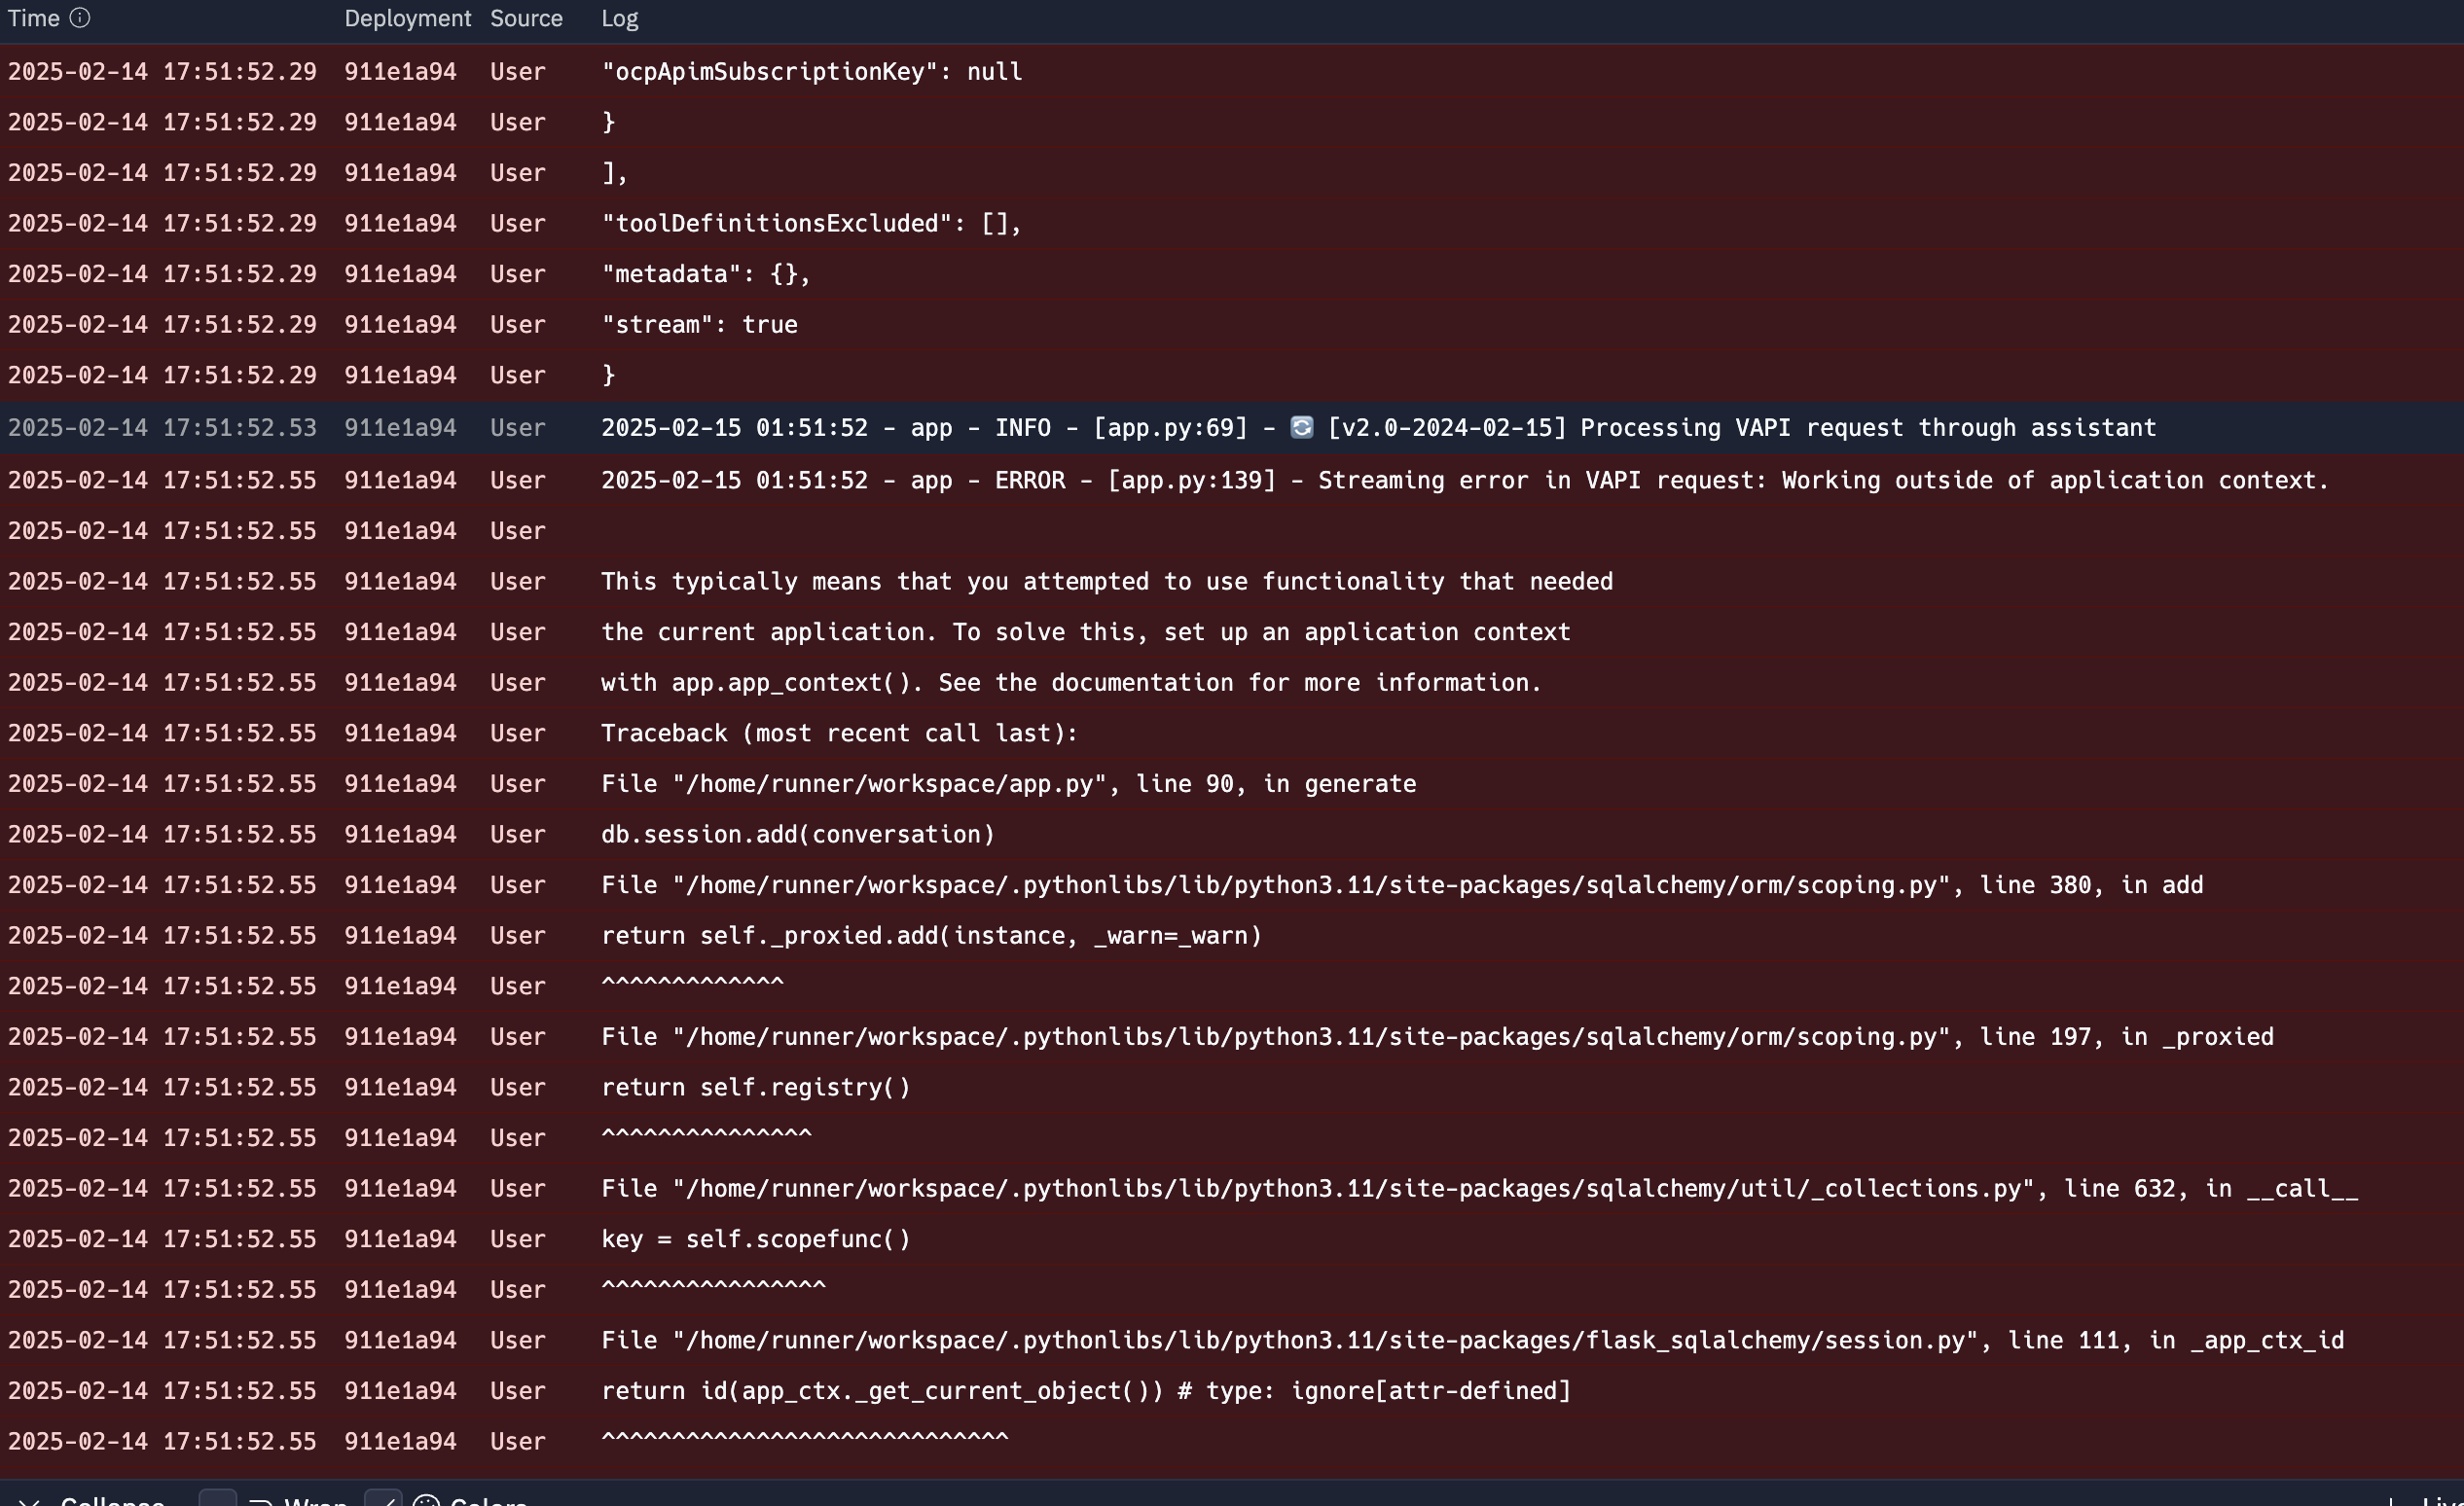 Time Deployment Source Log
2025-02-14 17:51:52.29 911e1a94 User "ocpApimSubscriptionKey": null
2025-02-14 17:51:52.29 911e1a94 User }
2025-02-14 17:51:52.29 911e1a94 User ],
2025-02-14 17:51:52.29 911e1a94 User "toolDefinitionsExcluded": [],
2025-02-14 17:51:52.29 911e1a94 User "metadata": {},
2025-02-14 17:51:52.29 911e1a94 User "stream": true
2025-02-14 17:51:52.29 911e1a94 User }
2025-02-14 17:51:52.53 911e1a94 User 2025-02-15 01:51:52 - app - INFO - [app.py:69] - 🔄 [v2.0-2024-02-15] Processing VAPI request through assistant
2025-02-14 17:51:52.55 911e1a94 User 2025-02-15 01:51:52 - app - ERROR - [app.py:139] - Streaming error in VAPI request: Working outside of application context.
2025-02-14 17:51:52.55 911e1a94 User
2025-02-14 17:51:52.55 911e1a94 User This typically means that you attempted to use functionality that needed
2025-02-14 17:51:52.55 911e1a94 User the current application. To solve this, set up an application context
2025-02-14 17:51:52.55 911e1a94 User with app.app_context(). See the documentation for more information.
2025-02-14 17:51:52.55 911e1a94 User Traceback (most recent call last):
2025-02-14 17:51:52.55 911e1a94 User File "/home/runner/workspace/app.py", line 90, in generate
2025-02-14 17:51:52.55 911e1a94 User db.session.add(conversation)
2025-02-14 17:51:52.55 911e1a94 User File "/home/runner/workspace/.pythonlibs/lib/python3.11/site-packages/sqlalchemy/orm/scoping.py", line 380, in add
2025-02-14 17:51:52.55 911e1a94 User return self._proxied.add(instance, _warn=_warn)
2025-02-14 17:51:52.55 911e1a94 User ^^^^^^^^^^^^^
2025-02-14 17:51:52.55 911e1a94 User File "/home/runner/workspace/.pythonlibs/lib/python3.11/site-packages/sqlalchemy/orm/scoping.py", line 197, in _proxied
2025-02-14 17:51:52.55 911e1a94 User return self.registry()
2025-02-14 17:51:52.55 911e1a94 User ^^^^^^^^^^^^^^^
2025-02-14 17:51:52.55 911e1a94 User File "/home/runner/workspace/.pythonlibs/lib/python3.11/site-packages/sqlalchemy/util/_collections.py", line 632, in __call__
2025-02-14 17:51:52.55 911e1a94 User key = self.scopefunc()
2025-02-14 17:51:52.55 911e1a94 User ^^^^^^^^^^^^^^^^
2025-02-14 17:51:52.55 911e1a94 User File "/home/runner/workspace/.pythonlibs/lib/python3.11/site-packages/flask_sqlalchemy/session.py", line 111, in _app_ctx_id
2025-02-14 17:51:52.55 911e1a94 User return id(app_ctx._get_current_object()) # type: ignore[attr-defined]
2025-02-14 17:51:52.55 911e1a94 User ^^^^^^^^^^^^^^^^^^^^^^^^^^^^^
Collapse Wrap Colors